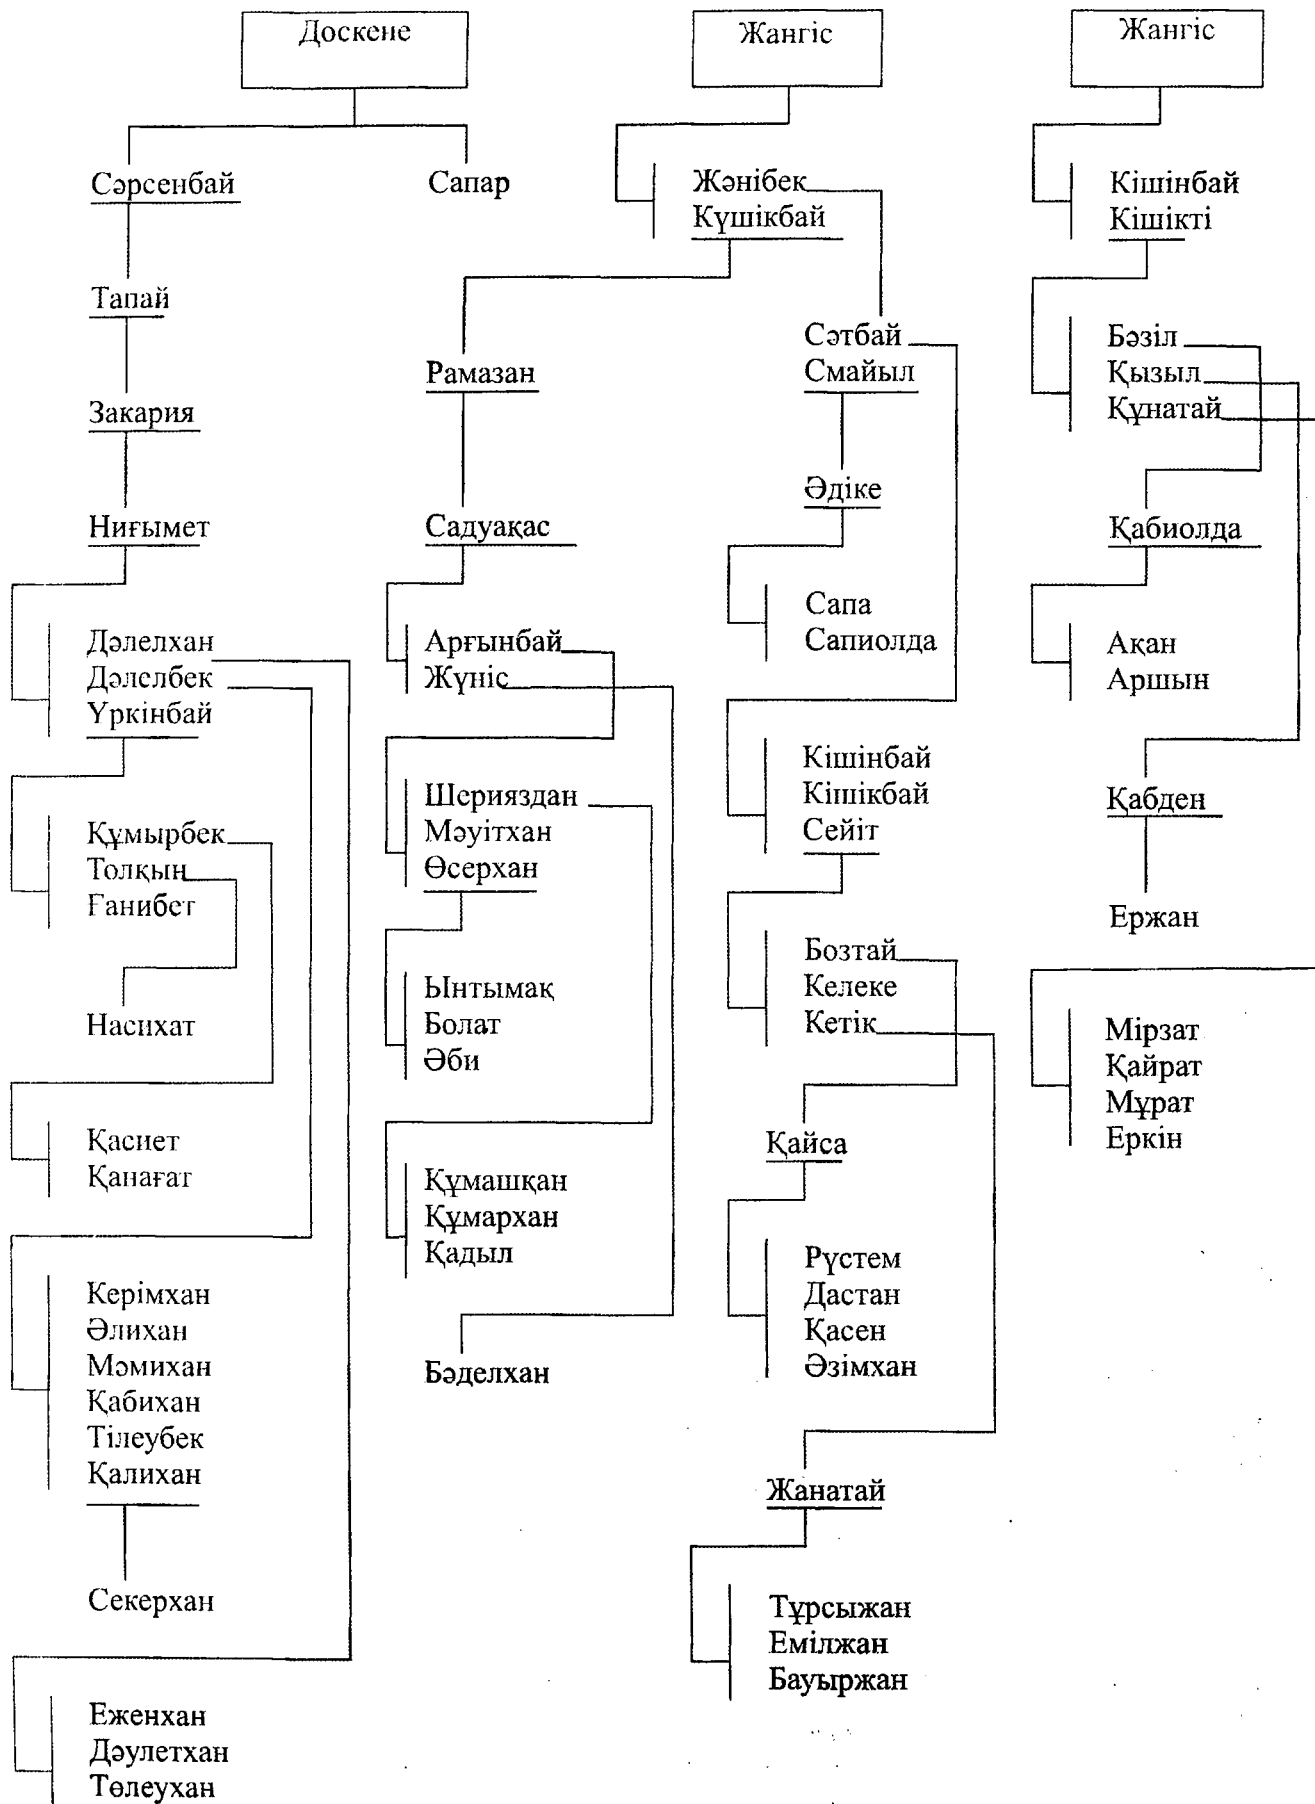 Доскене
Сәрсенбай
Сапар
Тапай
Закария
Ниғымет
Дәлелхан
Дәлелбек
Үркінбай
Құмырбек
Толқын
Ғанибет
Насихат
Қасиет
Қанағат
Керімхан
Әлихан
Мәмихан
Қабихан
Тілеубек
Қалихан
Секерхан
Еженхан
Дәулетхан
Төлеухан
Жангіс
Жәнібек
Күшікбай
Рамазан
Садуақас
Арғынбай
Жүніс
Шерияздан
Мәуітхан
Өсерхан
Ынтымақ
Болат
Әби
Құмашқан
Құмархан
Қадыл
Бәделхан
Сәтбай
Смайыл
Әдіке
Сапа
Сапиолда
Кішінбай
Кішікбай
Сейіт
Бозтай
Келеке
Кетік
Қайса
Рүстем
Дастан
Қасен
Әзімхан
Жанатай
Тұрсыжан
Емілжан
Бауыржан
Жангіс
Кішінбай
Кішікті
Бәзіл
Қызыл
Құнатай
Қабиолда
Ақан
Аршын
Қабден
Ержан
Мірзат
Қайрат
Мұрат
Еркін